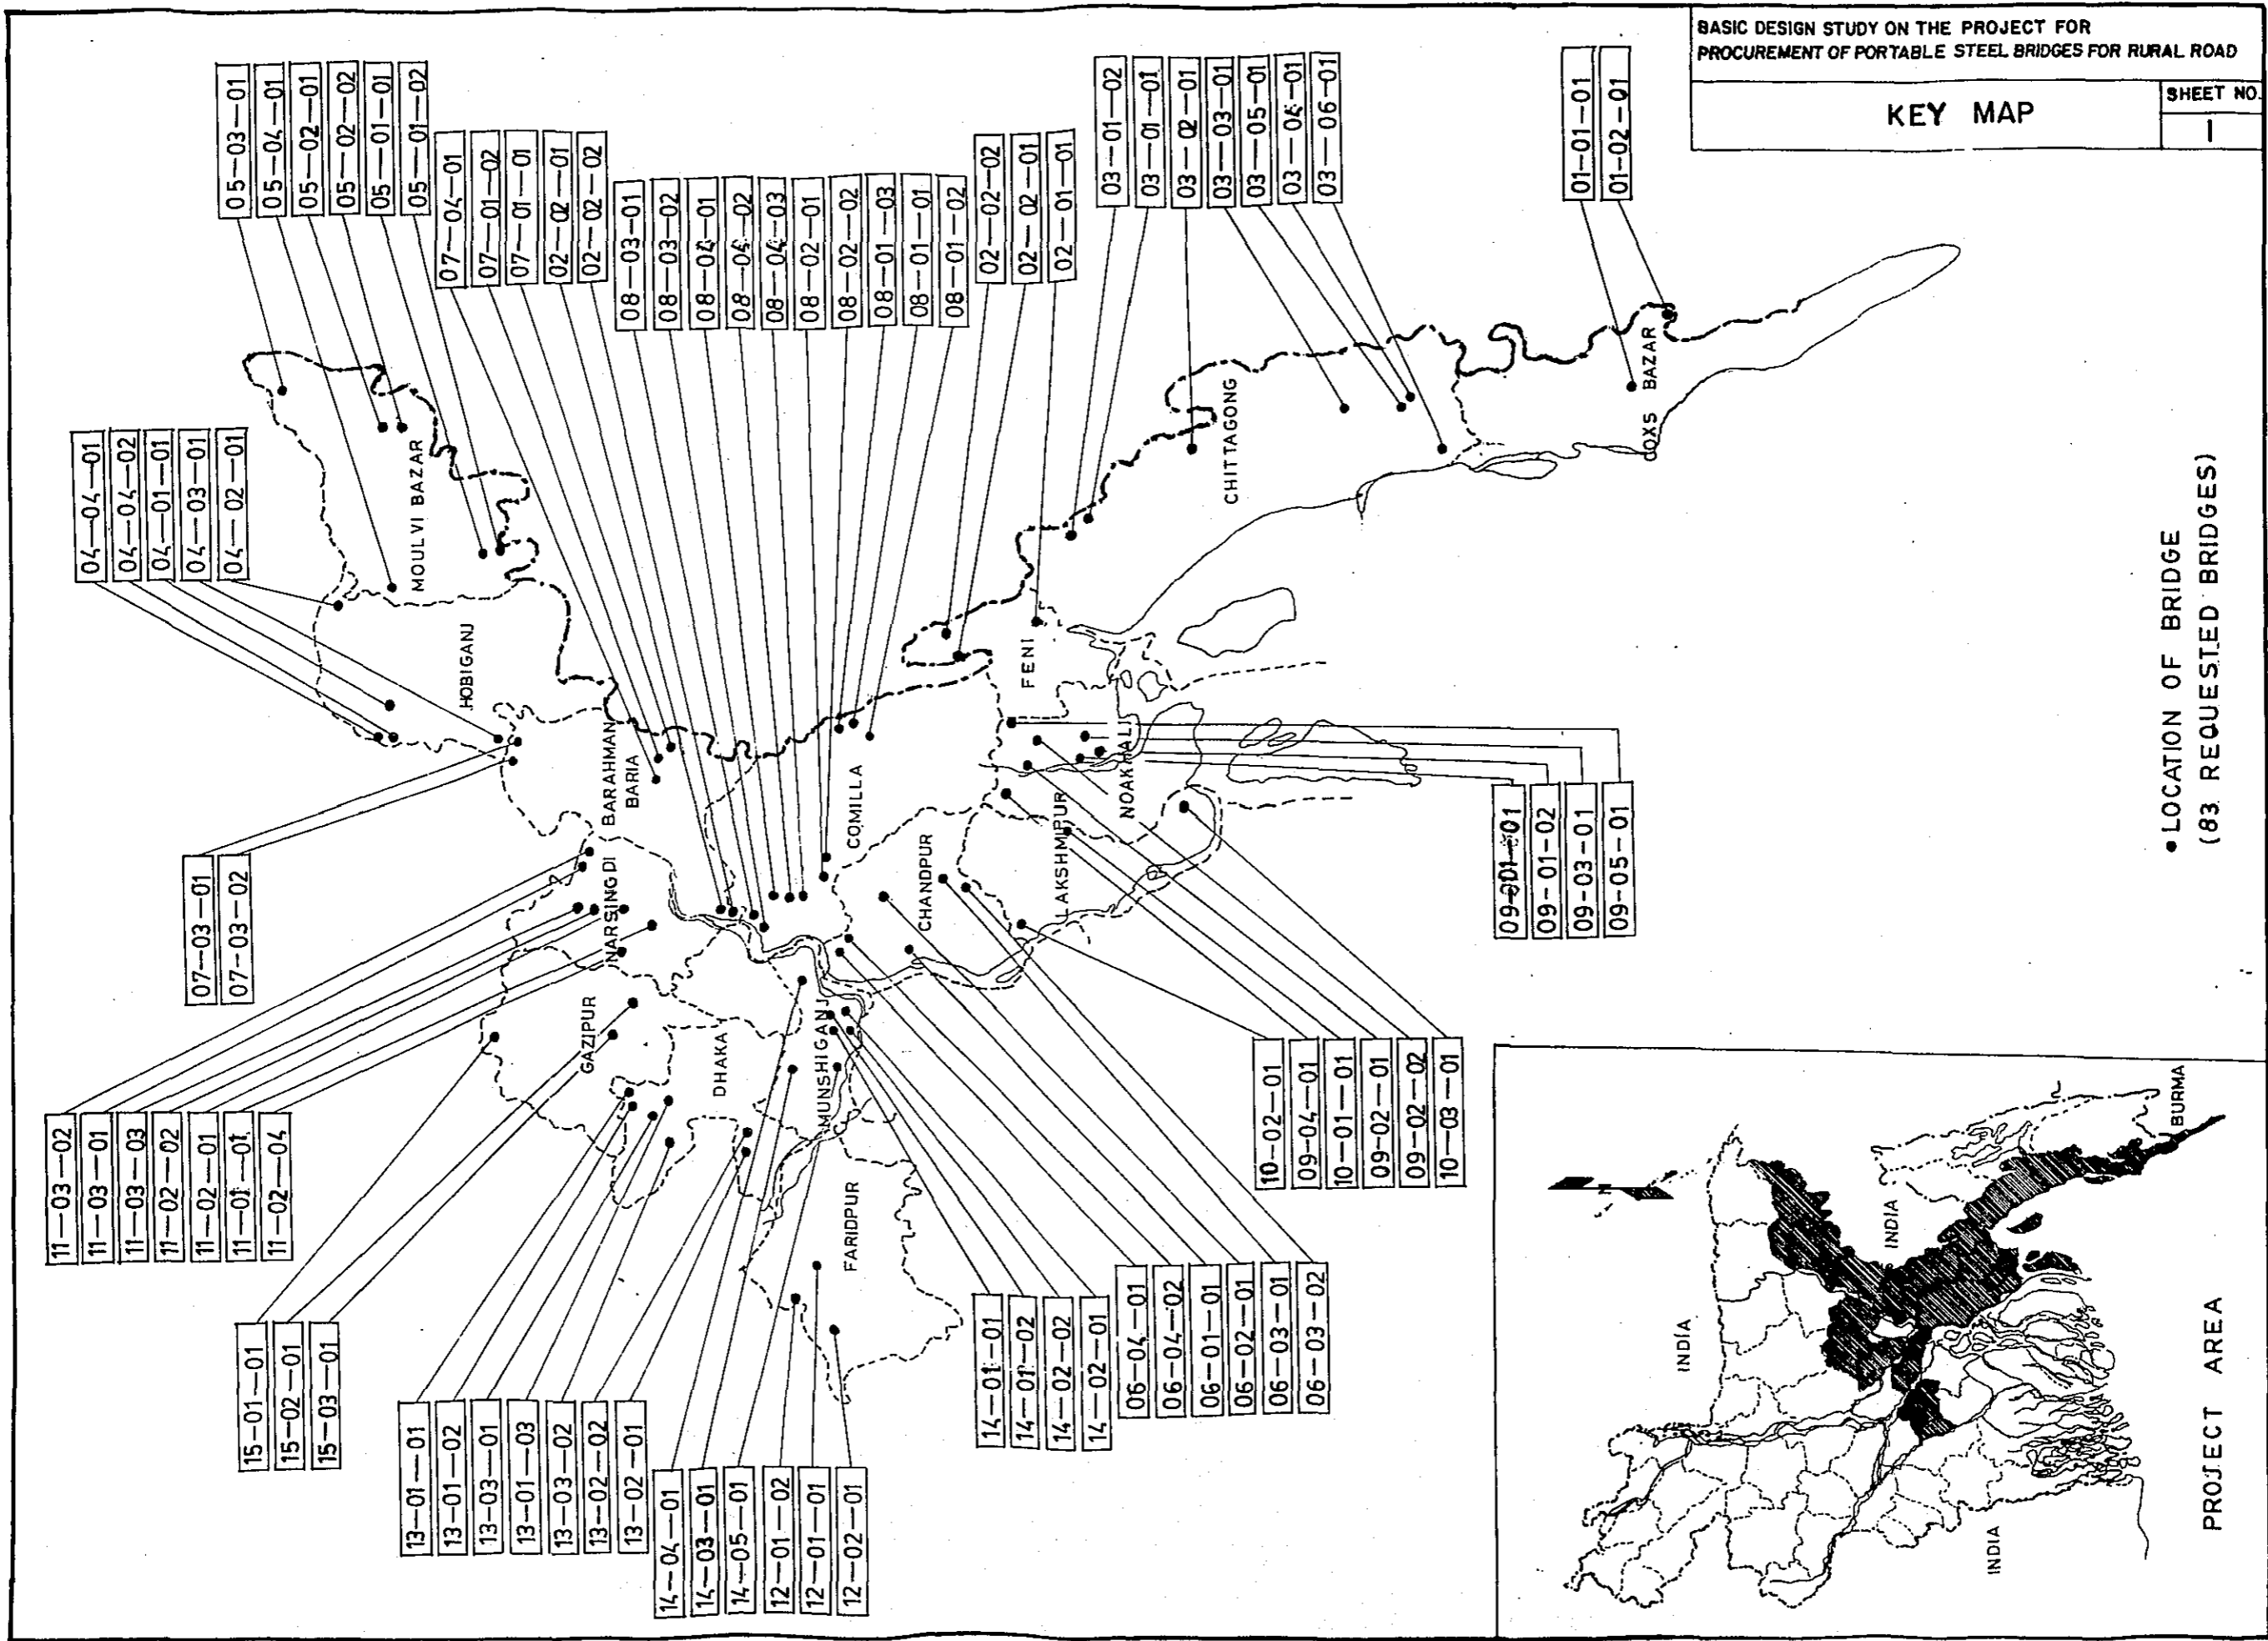 BASIC DESIGN STUDY ON THE PROJECT FOR
PROCUREMENT OF PORTABLE STEEL BRIDGES FOR RURAL ROAD
KEY MAP
SHEET NO.
1
05-03-01
05-04-01
05-02-01
05-02-02
05-01-01
05-01-02
07-04-01
07-01-02
07-01-01
02-02-01
02-02-02
08-03-01
08-03-02
08-04-01
08-04-02
08-04-03
08-02-01
08-02-02
08-01-03
08-01-01
08-01-02
02-02-02
02-02-01
02-01-01
03-01-02
03-01-01
03-02-01
03-03-01
03-05-01
03-04-01
03-06-01
01-01-01
01-02-01
04-04-01
04-04-02
04-01-01
04-03-01
04-02-01
07-03-01
07-03-02
MOULVI BAZAR
HOBIGANJ
BARAHMAN
BARIA
NARSINGDI
GAZIPUR
DHAKA
MUNSHIGANJ
FARIDPUR
COMILLA
CHANDPUR
LAKSHMIPUR
NOAKHALI
FENI
CHITTAGONG
COXS BAZAR
11-03-02
11-03-01
11-03-03
11-02-02
11-02-01
11-01-01
11-02-04
15-01-01
15-02-01
15-03-01
13-01-01
13-01-02
13-03-01
13-01-03
13-03-02
13-02-02
13-02-01
14-04-01
14-03-01
14-05-01
12-01-02
12-01-01
12-02-01
14-01-01
14-01-02
14-02-02
14-02-01
06-04-01
06-04-02
06-01-01
06-02-01
06-03-01
06-03-02
10-02-01
09-04-01
10-01-01
09-02-01
09-02-02
10-03-01
09-01-02
09-03-01
09-05-01
• LOCATION OF BRIDGE
(83 REQUESTED BRIDGES)
INDIA
INDIA
INDIA
BURMA
N
PROJECT AREA